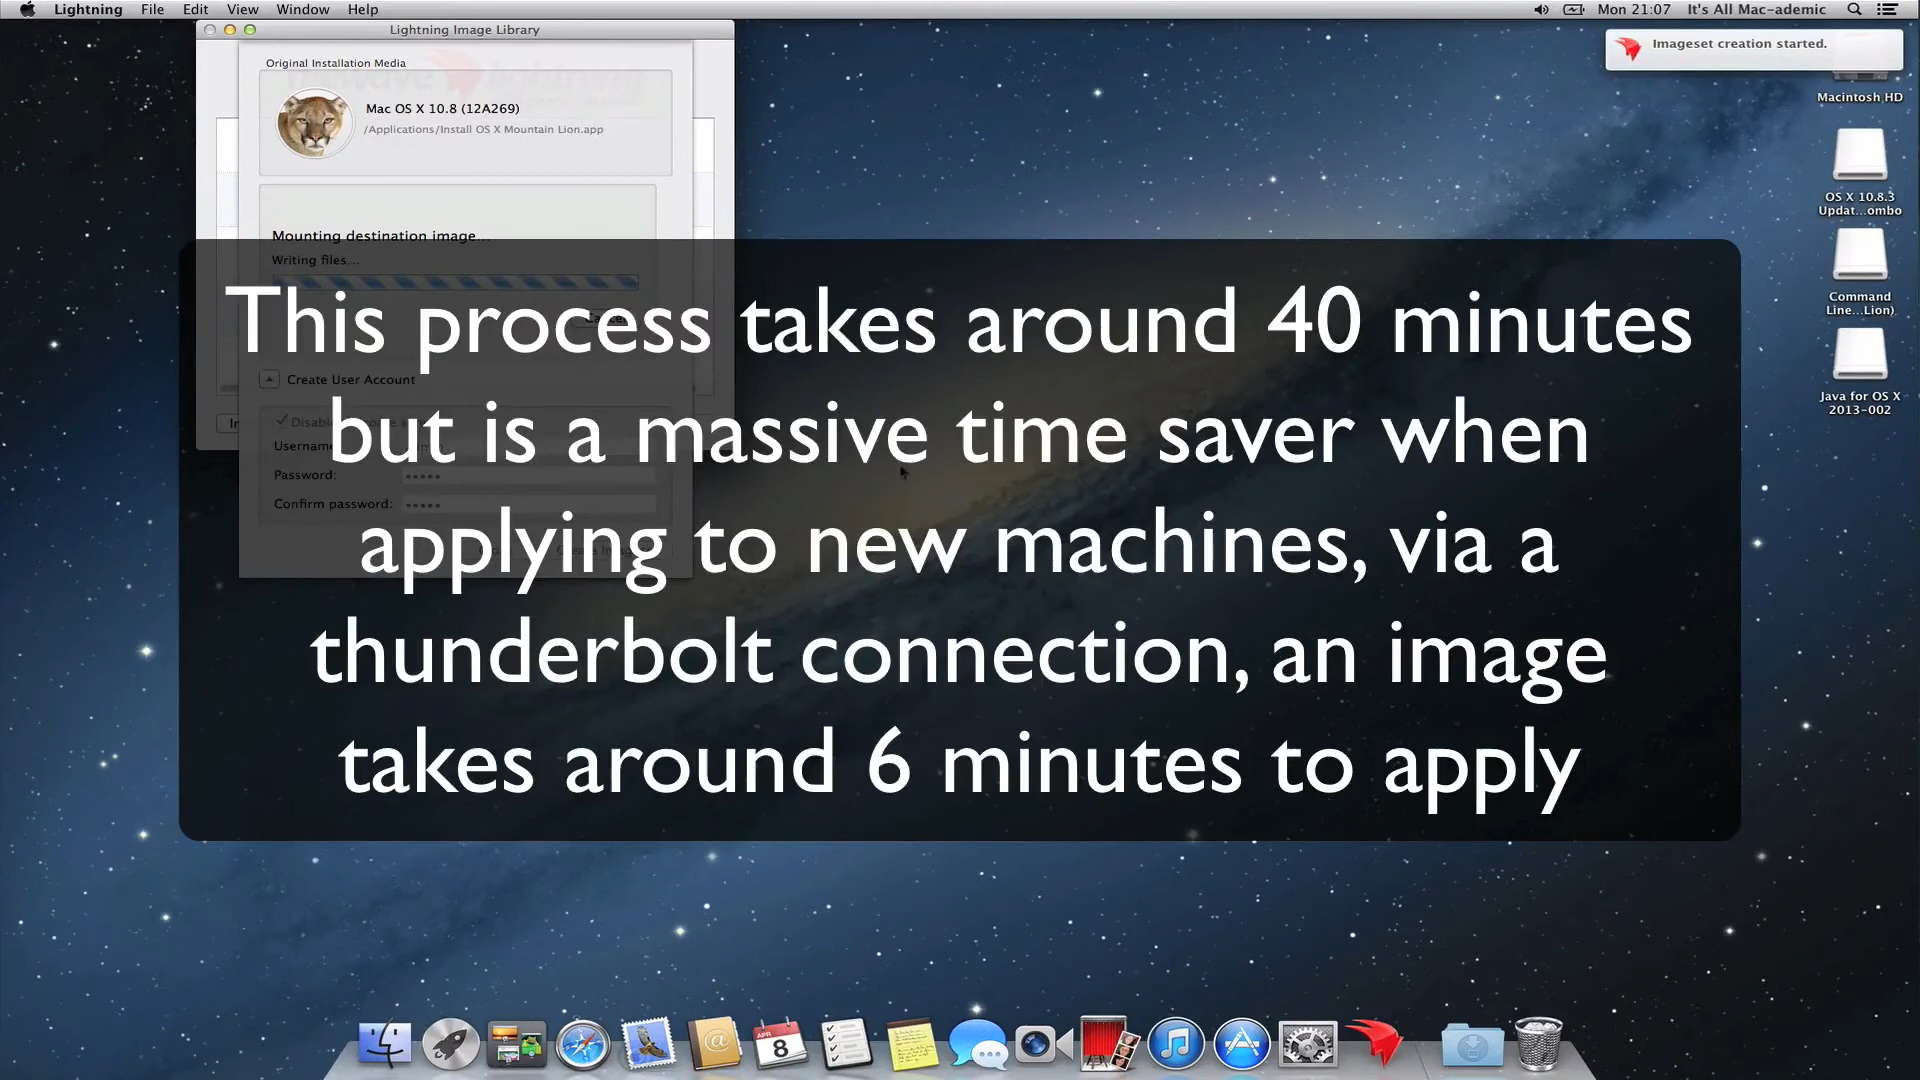 Lightning File Edit View Window Help
Mon 21:07 It's All Mac-ademic
Lightning Image Library
Imageset creation started.
Original Installation Media
Mac OS X 10.8 (12A269)
/Applications/Install OS X Mountain Lion.app
Macintosh HD
OS X 10.8.3
Updat...ombo
Mounting destination image...
Writing files...
Command
Line...Lion)
This process takes around 40 minutes
Create User Account
Java for OS X
2013-002
but is a massive time saver when
Username
Password:
Confirm password:
applying to new machines, via a
thunderbolt connection, an image
takes around 6 minutes to apply
APR
8